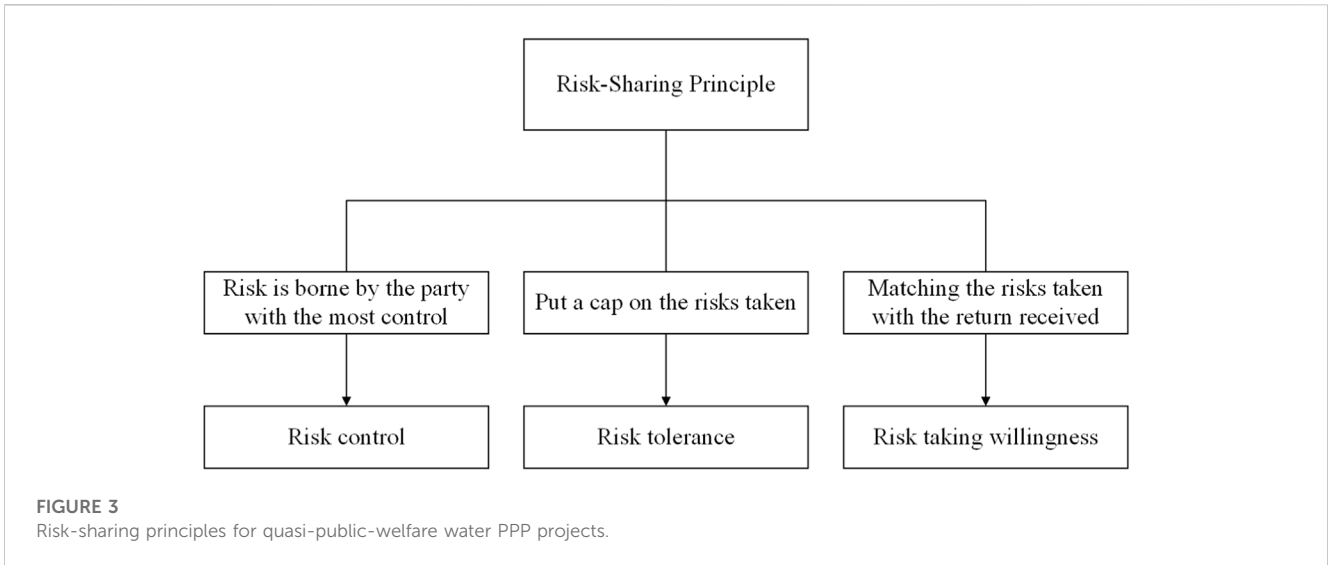 Risk-Sharing Principle
Risk is borne by the party
with the most control
Put a cap on the risks taken
Matching the risks taken
with the return received
Risk control
Risk tolerance
Risk taking willingness
FIGURE 3
Risk-sharing principles for quasi-public-welfare water PPP projects.